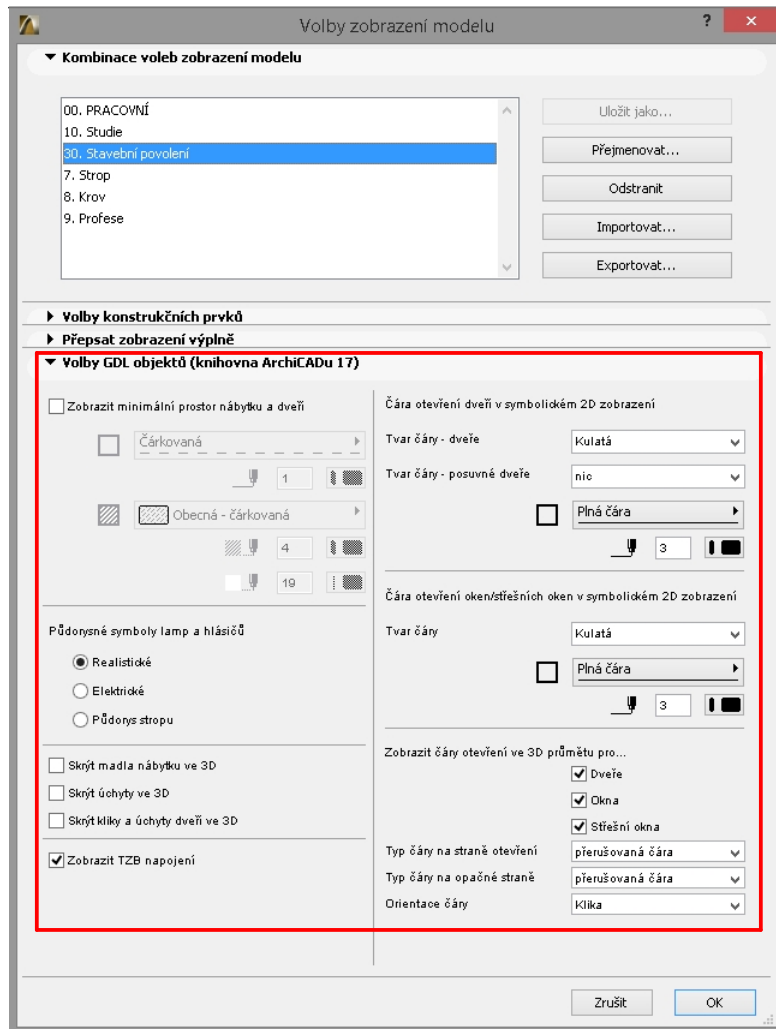 Volby zobrazení modelu
?
Kombinace voleb zobrazení modelu
00. PRACOVNÍ
10. Studie
30. Stavební povolení
7. Strop
8. Krov
9. Profese
Uložit jako...
Přejmenovat...
Odstranit
Importovat...
Exportovat...
Volby konstrukčních prvků
Přepsat zobrazení výplně
Volby GDL objektů (knihovna ArchiCADu 17)
Zobrazit minimální prostor nábytku a dveří
Čárkovaná
1
Obecná - čárkovaná
4
19
Půdorysné symboly lamp a hlásičů
Realistické
Elektrické
Půdorys stropu
Skrýt madla nábytku ve 3D
Skrýt úchyty ve 3D
Skrýt kliky a úchyty dveří ve 3D
Zobrazit TZB napojení
Čára otevření dveří v symbolickém 2D zobrazení
Tvar čáry - dveře
Kulatá
Tvar čáry - posuvné dveře
nic
Plná čára
3
Čára otevření oken/střešních oken v symbolickém 2D zobrazení
Tvar čáry
Kulatá
Plná čára
3
Zobrazit čáry otevření ve 3D průmětu pro...
Dveře
Okna
Střešní okna
Typ čáry na straně otevření
přerušovaná čára
Typ čáry na opačné straně
přerušovaná čára
Orientace čáry
Klika
Zrušit
OK